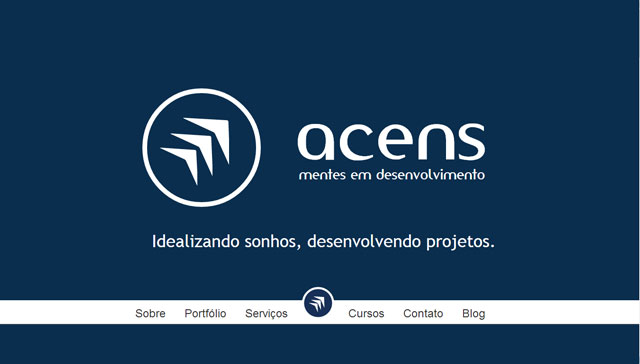 acens
mentes em desenvolvimento
Idealizando sonhos, desenvolvendo projetos.
Sobre Portfólio Serviços Cursos Contato Blog